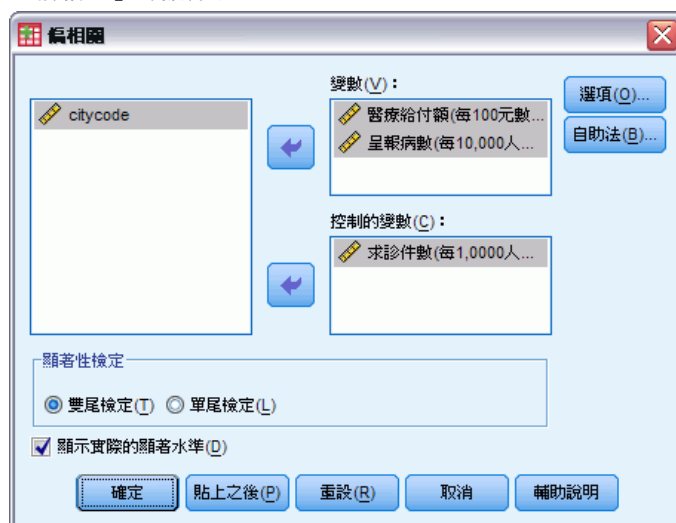 偏相關
變數(V)：
citycode
醫療給付額(每100元數...
呈報病數(每10,000人...
選項(O)...
自助法(B)...
控制的變數(C)：
求診件數(每1,0000人...
顯著性檢定
雙尾檢定(T) 單尾檢定(L)
顯示實際的顯著水準(D)
確定 貼上之後(P) 重設(R) 取消 輔助說明